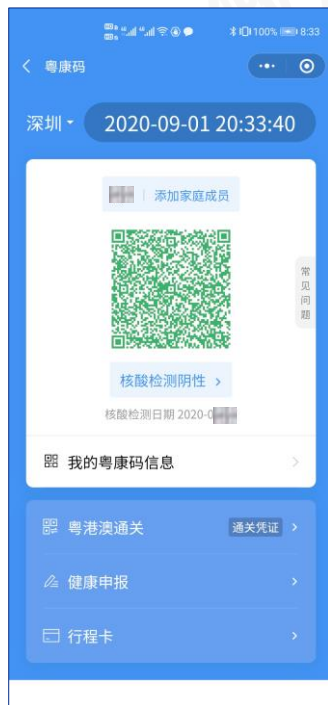 100% 8:33
粤康码
深圳
2020-09-01 20:33:40
添加家庭成员
常见问题
核酸检测阴性
核酸检测日期 2020-0
我的粤康码信息
粤港澳通关 通关凭证
健康申报
行程卡